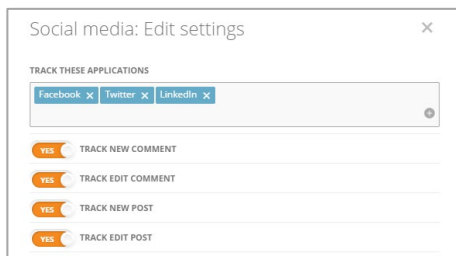 Social media: Edit settings
TRACK THESE APPLICATIONS
Facebook x Twitter x LinkedIn x
YES TRACK NEW COMMENT
YES TRACK EDIT COMMENT
YES TRACK NEW POST
YES TRACK EDIT POST